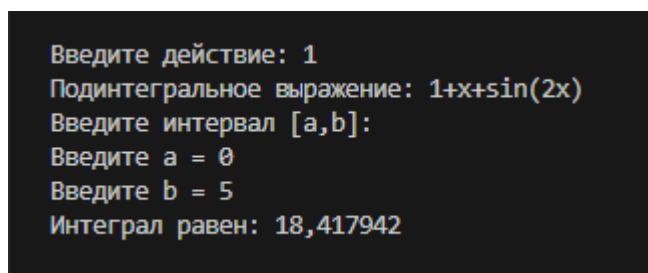 Введите действие: 1
Подинтегральное выражение: 1+x+sin(2x)
Введите интервал [a,b]:
Введите a = 0
Введите b = 5
Интеграл равен: 18,417942